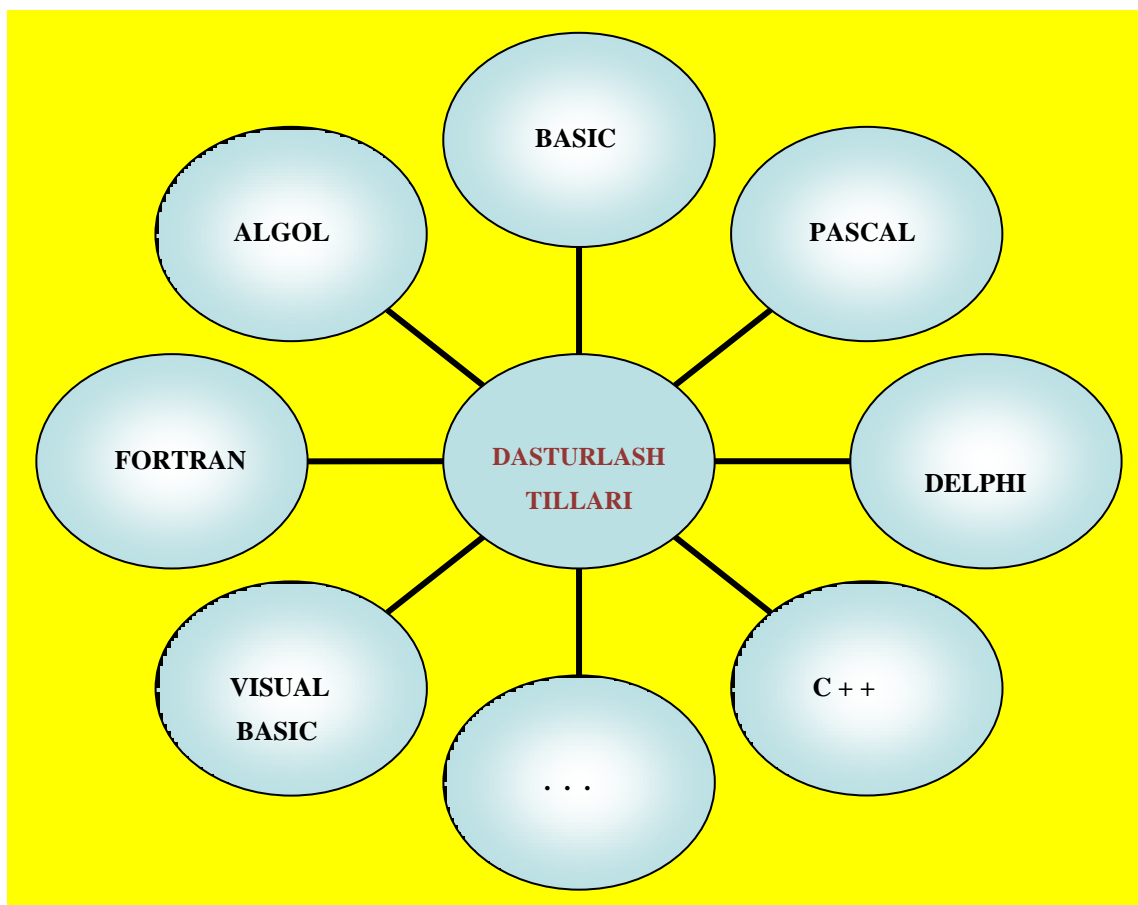 BASIC
ALGOL
PASCAL
FORTRAN
DASTURLASH
TILLARI
DELPHI
VISUAL
BASIC
C + +
. . .